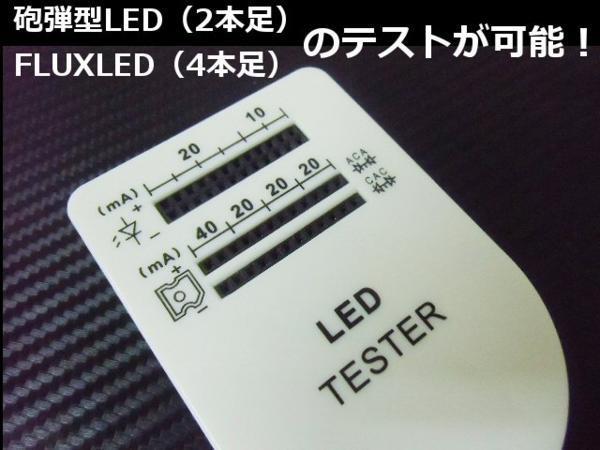 砲弾型LED（2本足）
FLUXLED（4本足）
のテストが可能！
20 10
(mA)
+
-
ACA
CAC
40 20 20 20
(mA)
+
-
LED
TESTER